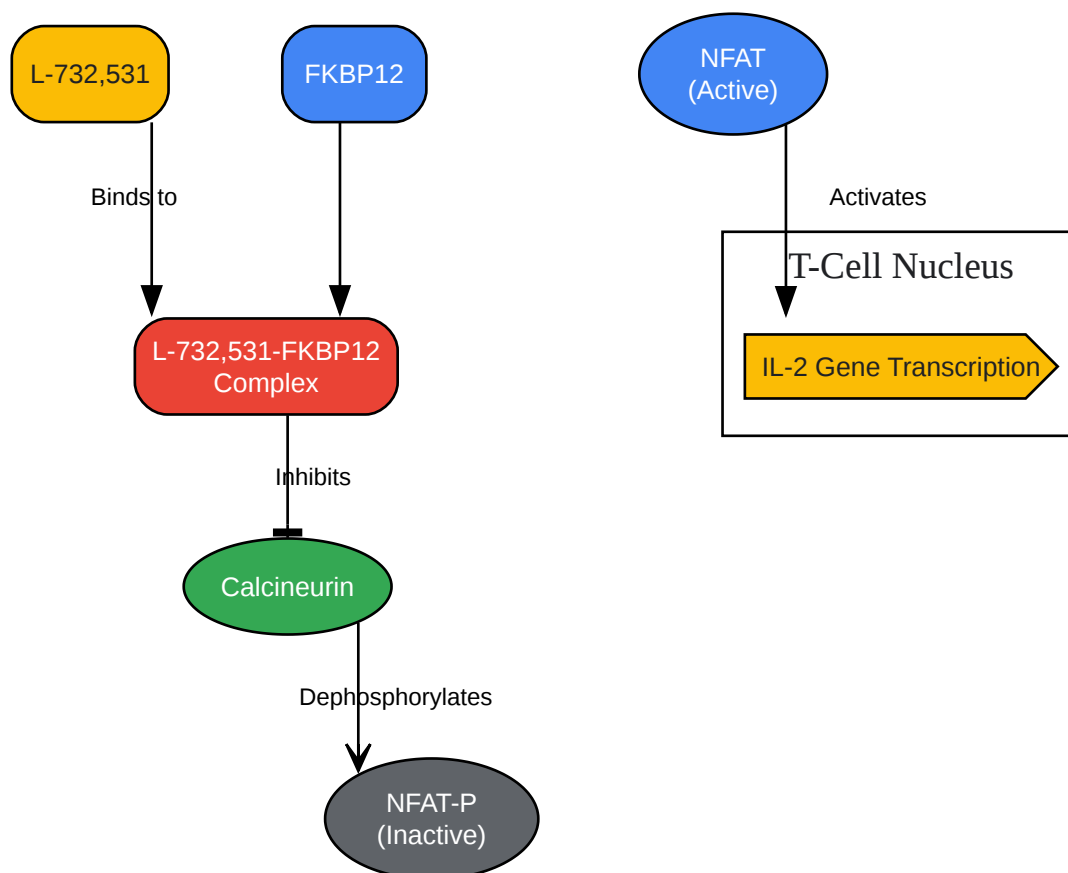 L-732,531
FKBP12
NFAT
(Active)
Binds to
Activates
T-Cell Nucleus
L-732,531-FKBP12
Complex
IL-2 Gene Transcription
Inhibits
Calcineurin
Dephosphorylates
NFAT-P
(Inactive)